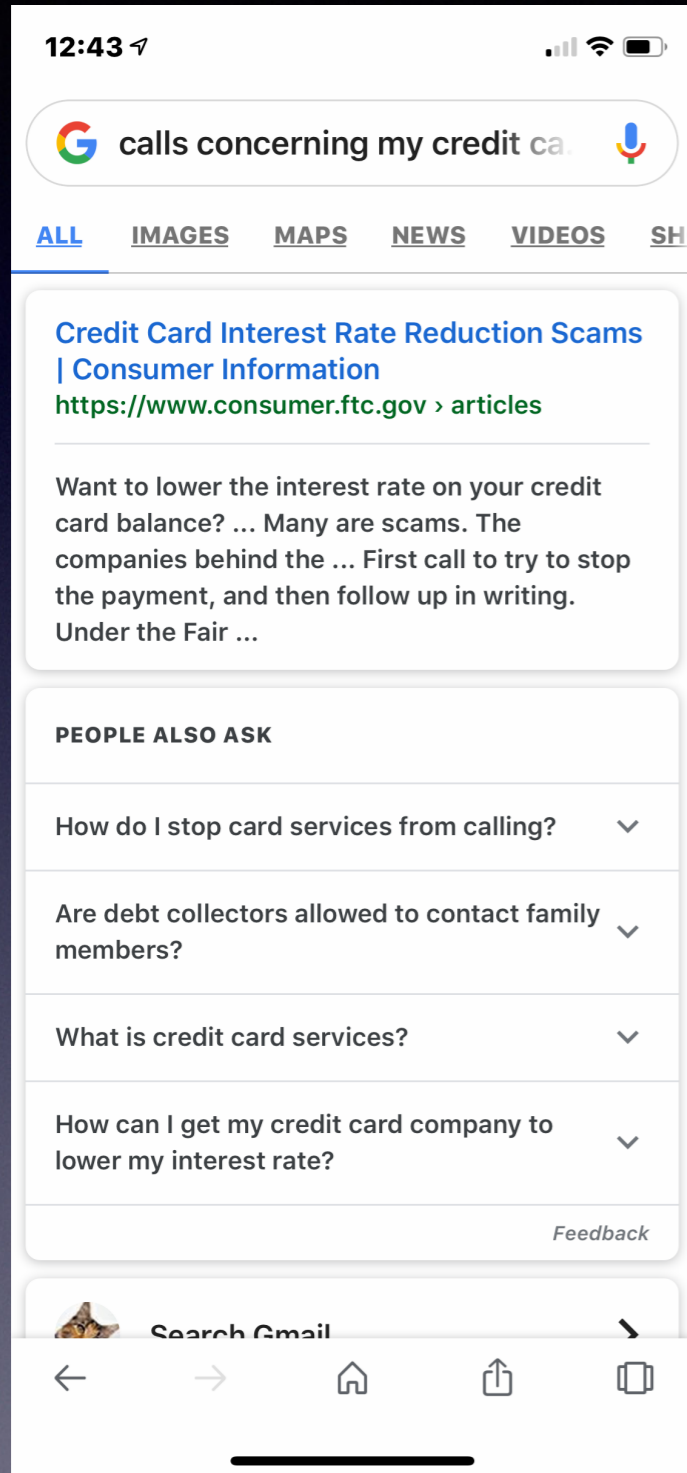 12:43
calls concerning my credit ca
ALL IMAGES MAPS NEWS VIDEOS SH
Credit Card Interest Rate Reduction Scams
| Consumer Information
https://www.consumer.ftc.gov › articles
Want to lower the interest rate on your credit
card balance? ... Many are scams. The
companies behind the ... First call to try to stop
the payment, and then follow up in writing.
Under the Fair ...
PEOPLE ALSO ASK
How do I stop card services from calling?
Are debt collectors allowed to contact family
members?
What is credit card services?
How can I get my credit card company to
lower my interest rate?
Feedback
Search Gmail